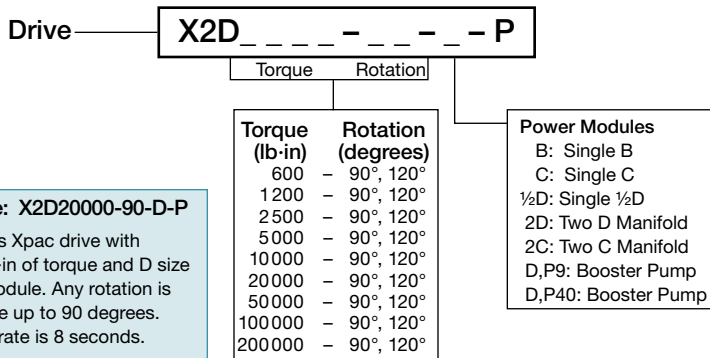 Drive
X2D_ _ _ _ – _ _ – _ – P
Torque Rotation
Torque Rotation
(lb·in) (degrees)
600 – 90°, 120°
1200 – 90°, 120°
2500 – 90°, 120°
5000 – 90°, 120°
10000 – 90°, 120°
20000 – 90°, 120°
50000 – 90°, 120°
100000 – 90°, 120°
200000 – 90°, 120°
Power Modules
B: Single B
C: Single C
½D: Single ½D
2D: Two D Manifold
2C: Two C Manifold
D,P9: Booster Pump
D,P40: Booster Pump
: X2D20000-90-D-P
s Xpac drive with
of torque and D size
Any rotation is
up to 90 degrees.
rate is 8 seconds.